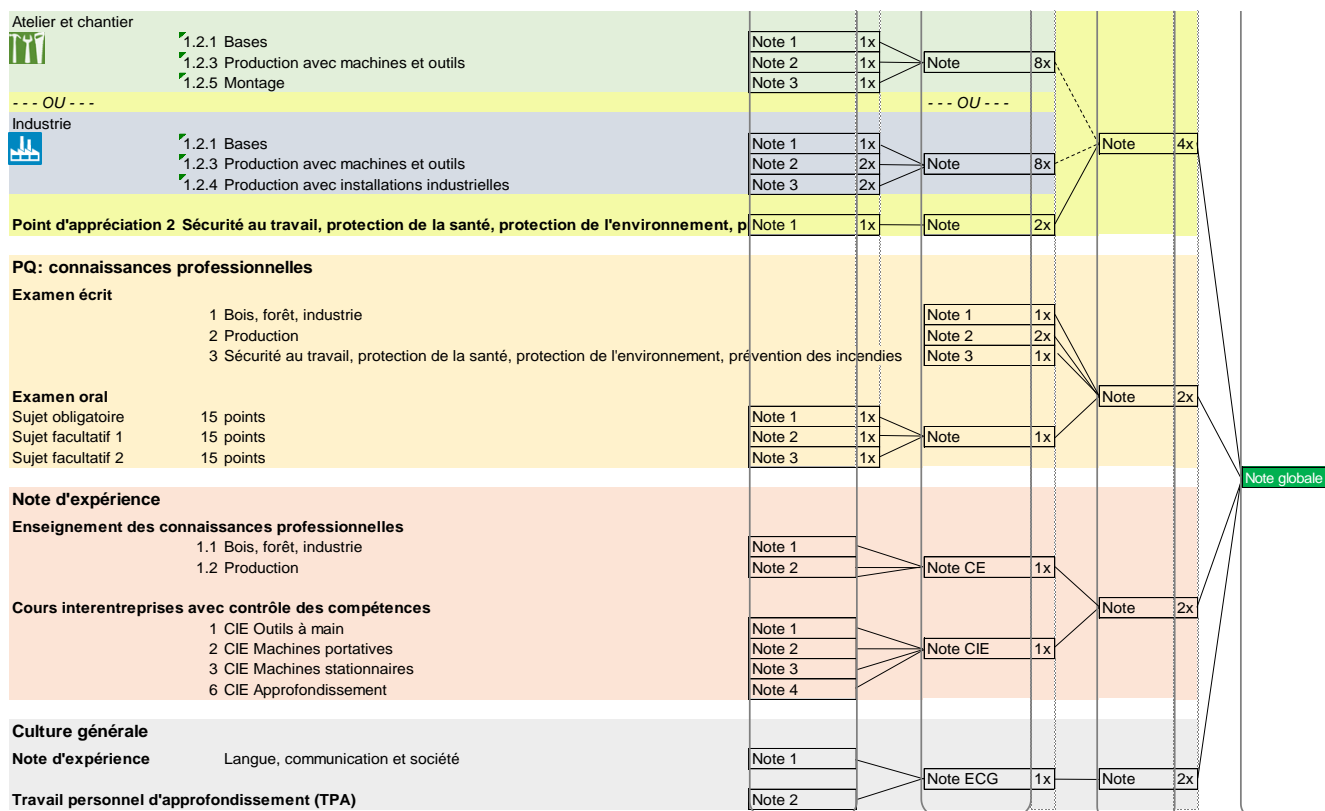 Atelier et chantier
1.2.1 Bases Note 1 1x
1.2.3 Production avec machines et outils Note 2 1x Note 8x
1.2.5 Montage Note 3 1x
- - - OU - - - - - - OU - - -
Industrie
1.2.1 Bases Note 1 1x Note 4x
1.2.3 Production avec machines et outils Note 2 2x Note 8x
1.2.4 Production avec installations industrielles Note 3 2x
Point d'appréciation 2 Sécurité au travail, protection de la santé, protection de l'environnement, p Note 1 1x Note 2x
PQ: connaissances professionnelles
Examen écrit
1 Bois, forêt, industrie Note 1 1x
2 Production Note 2 2x
3 Sécurité au travail, protection de la santé, protection de l'environnement, prévention des incendies Note 3 1x
Examen oral Note 2x
Sujet obligatoire 15 points Note 1 1x
Sujet facultatif 1 15 points Note 2 1x Note 1x
Sujet facultatif 2 15 points Note 3 1x
Note globale
Note d'expérience
Enseignement des connaissances professionnelles
1.1 Bois, forêt, industrie Note 1
1.2 Production Note 2 Note CE 1x
Cours interentreprises avec contrôle des compétences Note 2x
1 CIE Outils à main Note 1
2 CIE Machines portatives Note 2 Note CIE 1x
3 CIE Machines stationnaires Note 3
6 CIE Approfondissement Note 4
Culture générale
Note d'expérience Langue, communication et société Note 1
Note ECG 1x Note 2x
Travail personnel d'approfondissement (TPA) Note 2